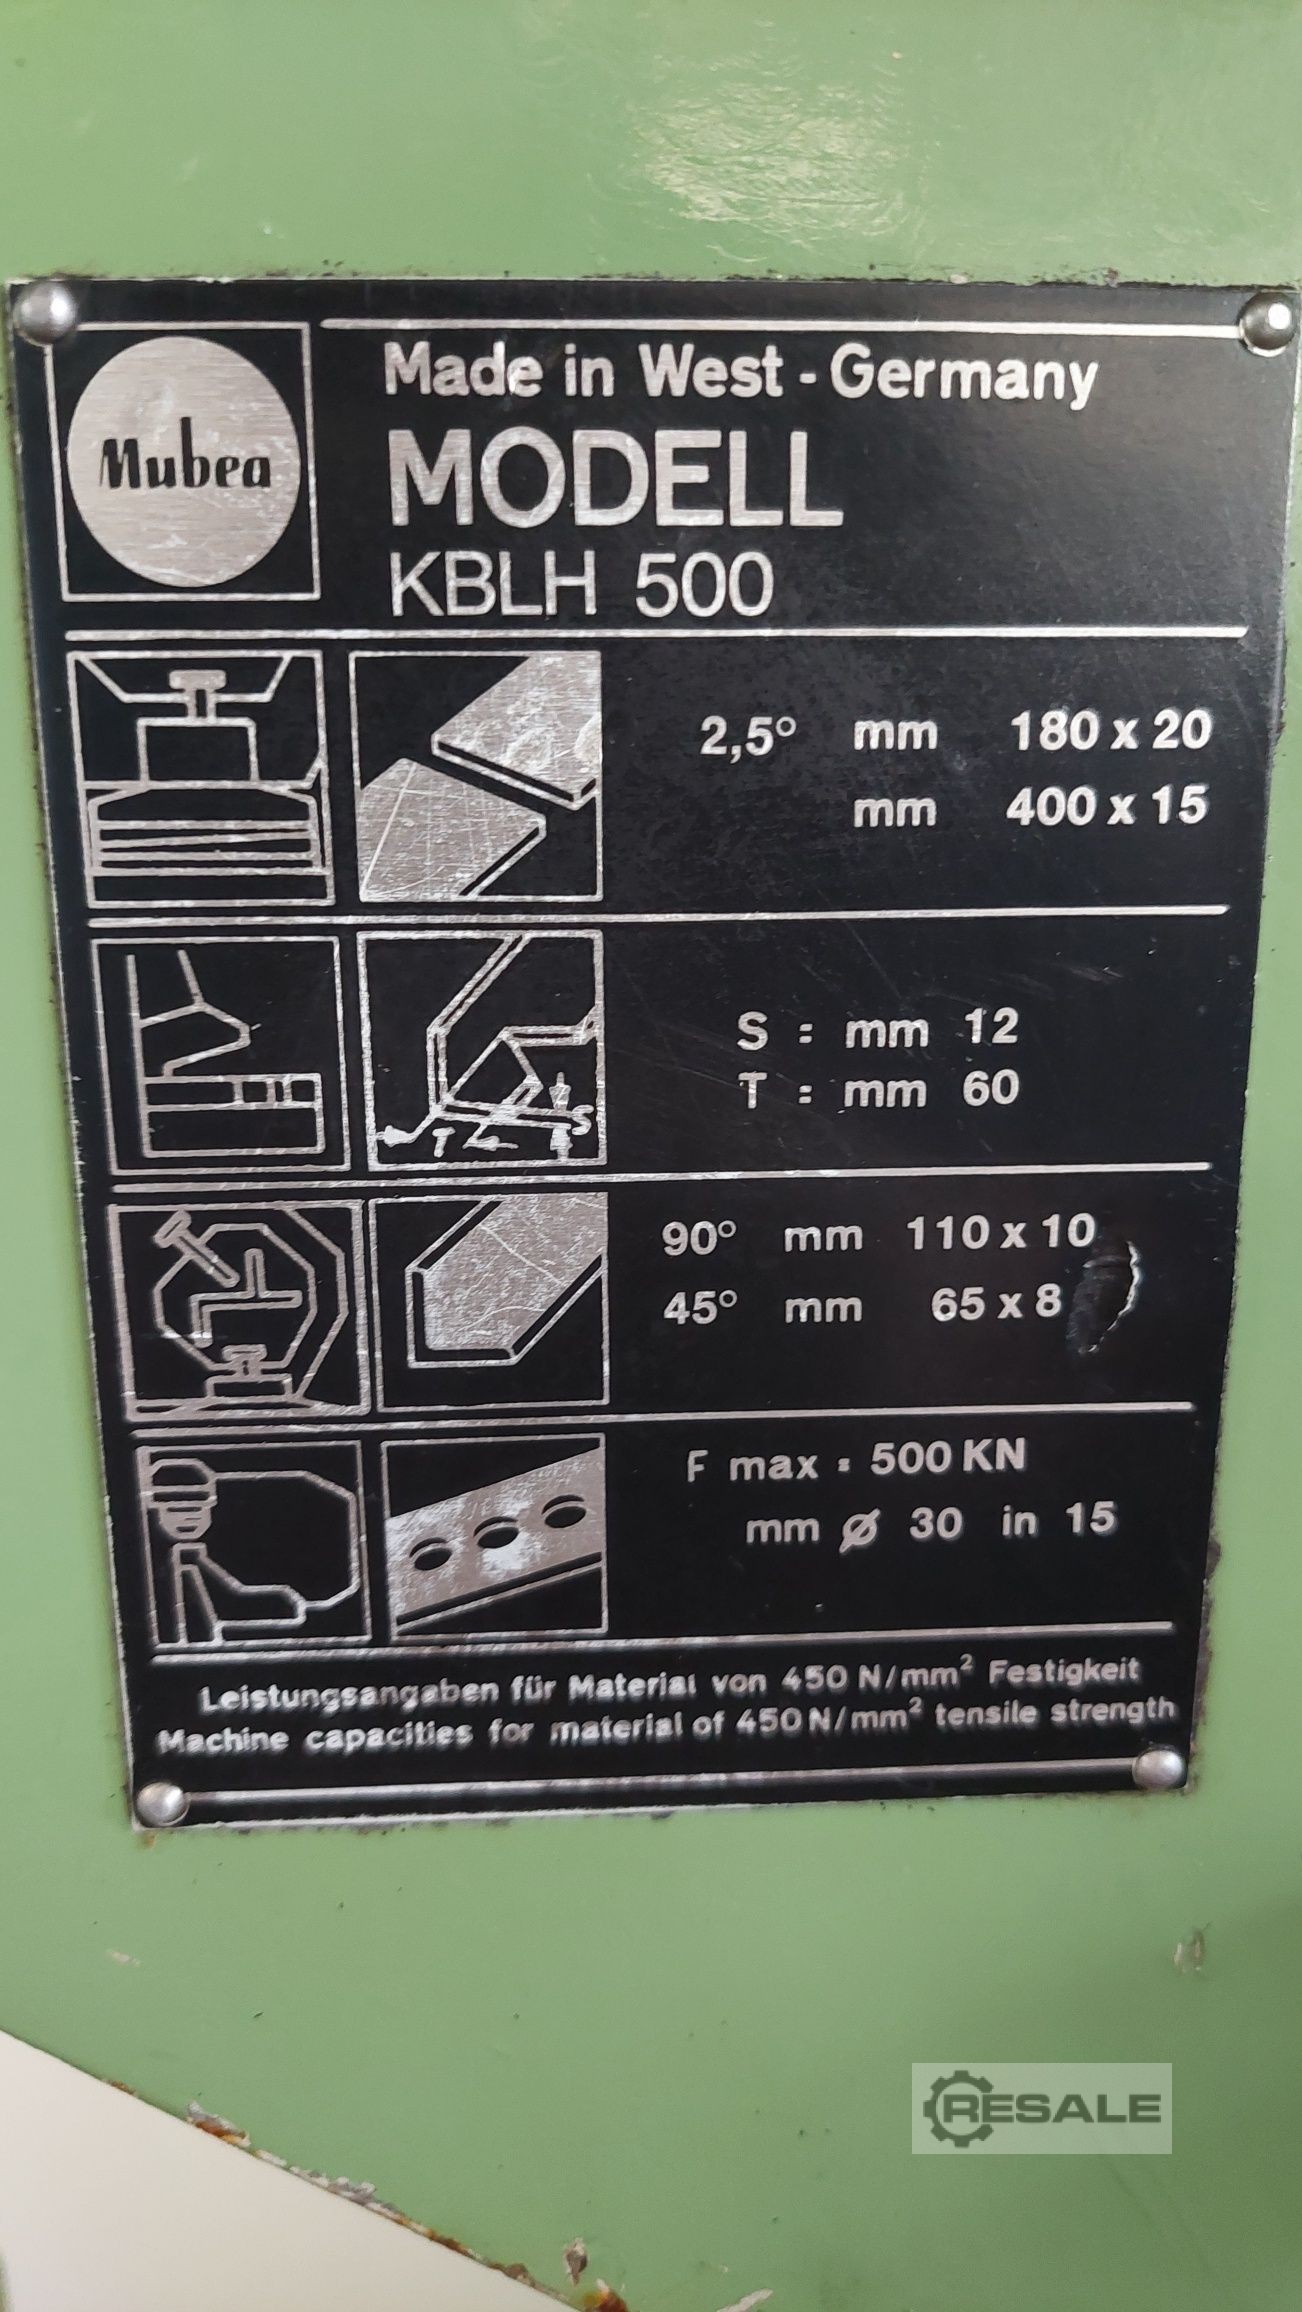 Mubea
Made in West - Germany
MODELL
KBLH 500
2,5° mm 180 x 20
mm 400 x 15
S : mm 12
T : mm 60
T S
90° mm 110 x 10
45° mm 65 x 8
F max = 500 KN
mm ⌀ 30 in 15
Leistungsangaben für Material von 450 N/mm² Festigkeit
Machine capacities for material of 450 N/mm² tensile strength
RESALE